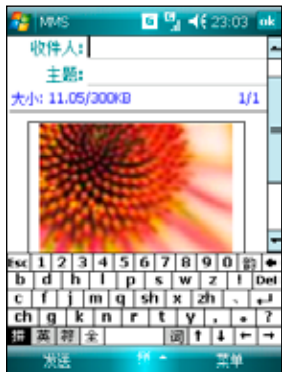 MMS G 23:03 ok
收件人:
主题:
大小: 11.05/300KB 1/1
Esc 1 2 3 4 5 6 7 8 9 0 韵
b d h l p s w z ! Del
c f j m q sh x zh 、
ch g k n r t y , 。 ?
拼 英 符 全 词 ↑ ↓ ← →
发送 拼 菜单